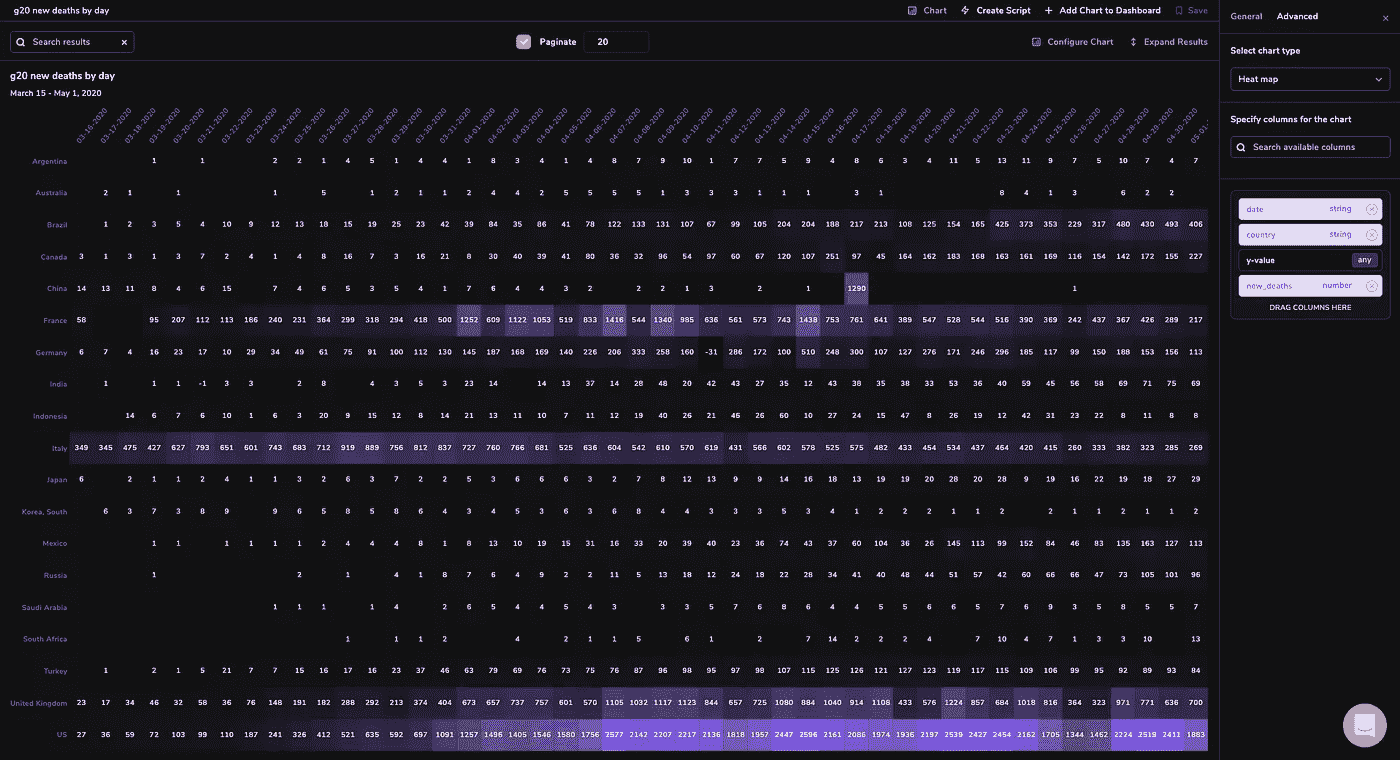 g20 new deaths by day
Chart
Create Script
Add Chart to Dashboard
Save
General
Advanced
Search results
Paginate
20
Configure Chart
Expand Results
Select chart type
Heat map
Specify columns for the chart
Search available columns
date string
country string
y-value any
new_deaths number
DRAG COLUMNS HERE
g20 new deaths by day
March 15 - May 1, 2020
03-16-2020 03-17-2020 03-18-2020 03-19-2020 03-20-2020 03-21-2020 03-22-2020 03-23-2020 03-24-2020 03-25-2020 03-26-2020 03-27-2020 03-28-2020 03-29-2020 03-30-2020 03-31-2020 04-01-2020 04-02-2020 04-03-2020 04-04-2020 04-05-2020 04-06-2020 04-07-2020 04-08-2020 04-09-2020 04-10-2020 04-11-2020 04-12-2020 04-13-2020 04-14-2020 04-15-2020 04-16-2020 04-17-2020 04-18-2020 04-19-2020 04-20-2020 04-21-2020 04-22-2020 04-23-2020 04-24-2020 04-25-2020 04-26-2020 04-27-2020 04-28-2020 04-29-2020 04-30-2020 05-01-
Argentina 1 1 2 2 1 4 5 1 4 4 1 8 3 4 1 4 8 7 9 10 1 7 7 5 9 4 8 6 3 4 11 5 13 11 9 7 5 10 7 4 7
Australia 2 1 1 1 5 1 2 1 1 2 4 4 2 5 5 5 5 1 3 3 3 1 1 1 3 1 8 4 1 3 6 2 2
Brazil 1 2 3 5 4 10 9 12 13 18 15 19 25 23 42 39 84 35 86 41 78 122 133 131 107 67 99 105 204 204 188 217 213 108 125 154 165 425 373 353 229 317 480 430 493 406
Canada 3 1 3 1 3 7 2 4 1 4 8 16 7 3 16 21 8 30 40 39 41 80 36 32 96 54 97 60 67 120 107 251 97 45 164 162 183 168 163 161 169 116 154 142 172 155 227
China 14 13 11 8 4 6 15 7 4 6 5 3 5 4 1 7 6 4 4 3 2 2 2 1 3 2 1 1290 1
France 58 95 207 112 113 186 240 231 364 299 318 294 418 500 1252 609 1122 1053 519 833 1416 544 1340 985 636 561 573 743 1438 753 761 641 389 547 528 544 516 390 369 242 437 367 426 289 217
Germany 6 7 4 16 23 17 10 29 34 49 61 75 91 100 112 130 145 187 168 169 140 226 206 333 258 160 -31 286 172 100 510 248 300 107 127 276 171 246 296 185 117 99 150 188 153 156 113
India 1 1 1 -1 3 3 2 8 4 3 5 3 23 14 14 13 37 14 28 48 20 42 43 27 35 12 43 38 35 38 33 53 36 40 59 45 56 58 69 71 75 69
Indonesia 14 6 7 6 10 1 6 3 20 9 15 12 8 14 21 13 11 10 7 11 12 19 40 26 21 46 26 60 10 27 24 15 47 8 26 19 12 42 31 23 22 8 11 8 8
Italy 349 345 475 427 627 793 651 601 743 683 712 919 889 756 812 837 727 760 766 681 525 636 604 542 610 570 619 431 566 602 578 525 575 482 433 454 534 437 464 420 415 260 333 382 323 285 269
Japan 6 2 1 1 2 4 1 1 3 2 6 3 7 2 2 5 3 6 6 6 3 2 7 8 12 13 9 9 14 16 18 13 19 19 20 28 20 28 9 19 16 22 19 18 27 29
Korea, South 6 3 7 3 8 9 9 6 5 8 5 8 6 4 3 4 5 3 6 3 6 8 4 4 3 3 3 5 3 4 1 2 2 2 1 1 2 2 1 1 2 1 1 2
Mexico 1 1 1 1 1 1 2 4 4 4 8 1 8 13 10 19 15 31 16 33 20 39 40 23 36 74 43 37 60 104 36 26 145 113 99 152 84 46 83 135 163 127 113
Russia 1 2 1 4 1 8 7 6 4 9 2 2 11 5 13 18 12 24 18 22 28 34 41 40 48 44 51 57 42 60 66 66 47 73 105 101 96
Saudi Arabia 1 1 1 1 4 2 6 5 4 4 5 4 3 3 3 5 7 6 8 6 4 4 5 5 6 6 5 7 6 9 3 5 8 5 5 7
South Africa 1 1 1 2 4 2 1 1 5 6 1 2 7 14 2 2 2 4 7 10 4 7 1 3 3 10 13
Turkey 1 2 1 5 21 7 7 15 16 17 16 23 37 46 63 79 69 76 73 75 76 87 96 98 95 97 98 107 115 125 126 121 127 123 119 117 115 109 106 99 95 92 89 93 84
United Kingdom 23 17 34 46 32 58 36 76 148 191 182 288 292 213 374 404 673 657 737 757 601 570 1105 1032 1117 1123 844 657 725 1080 884 1040 914 1108 433 576 1224 857 684 1018 816 364 323 971 771 636 700
US 27 36 59 72 103 99 110 187 241 326 412 521 635 592 697 1091 1257 1496 1405 1546 1580 1756 2577 2142 2207 2217 2136 1818 1957 2447 2596 2161 2086 1974 1936 2197 2539 2427 2454 2162 1705 1344 1462 2224 2518 2411 1883